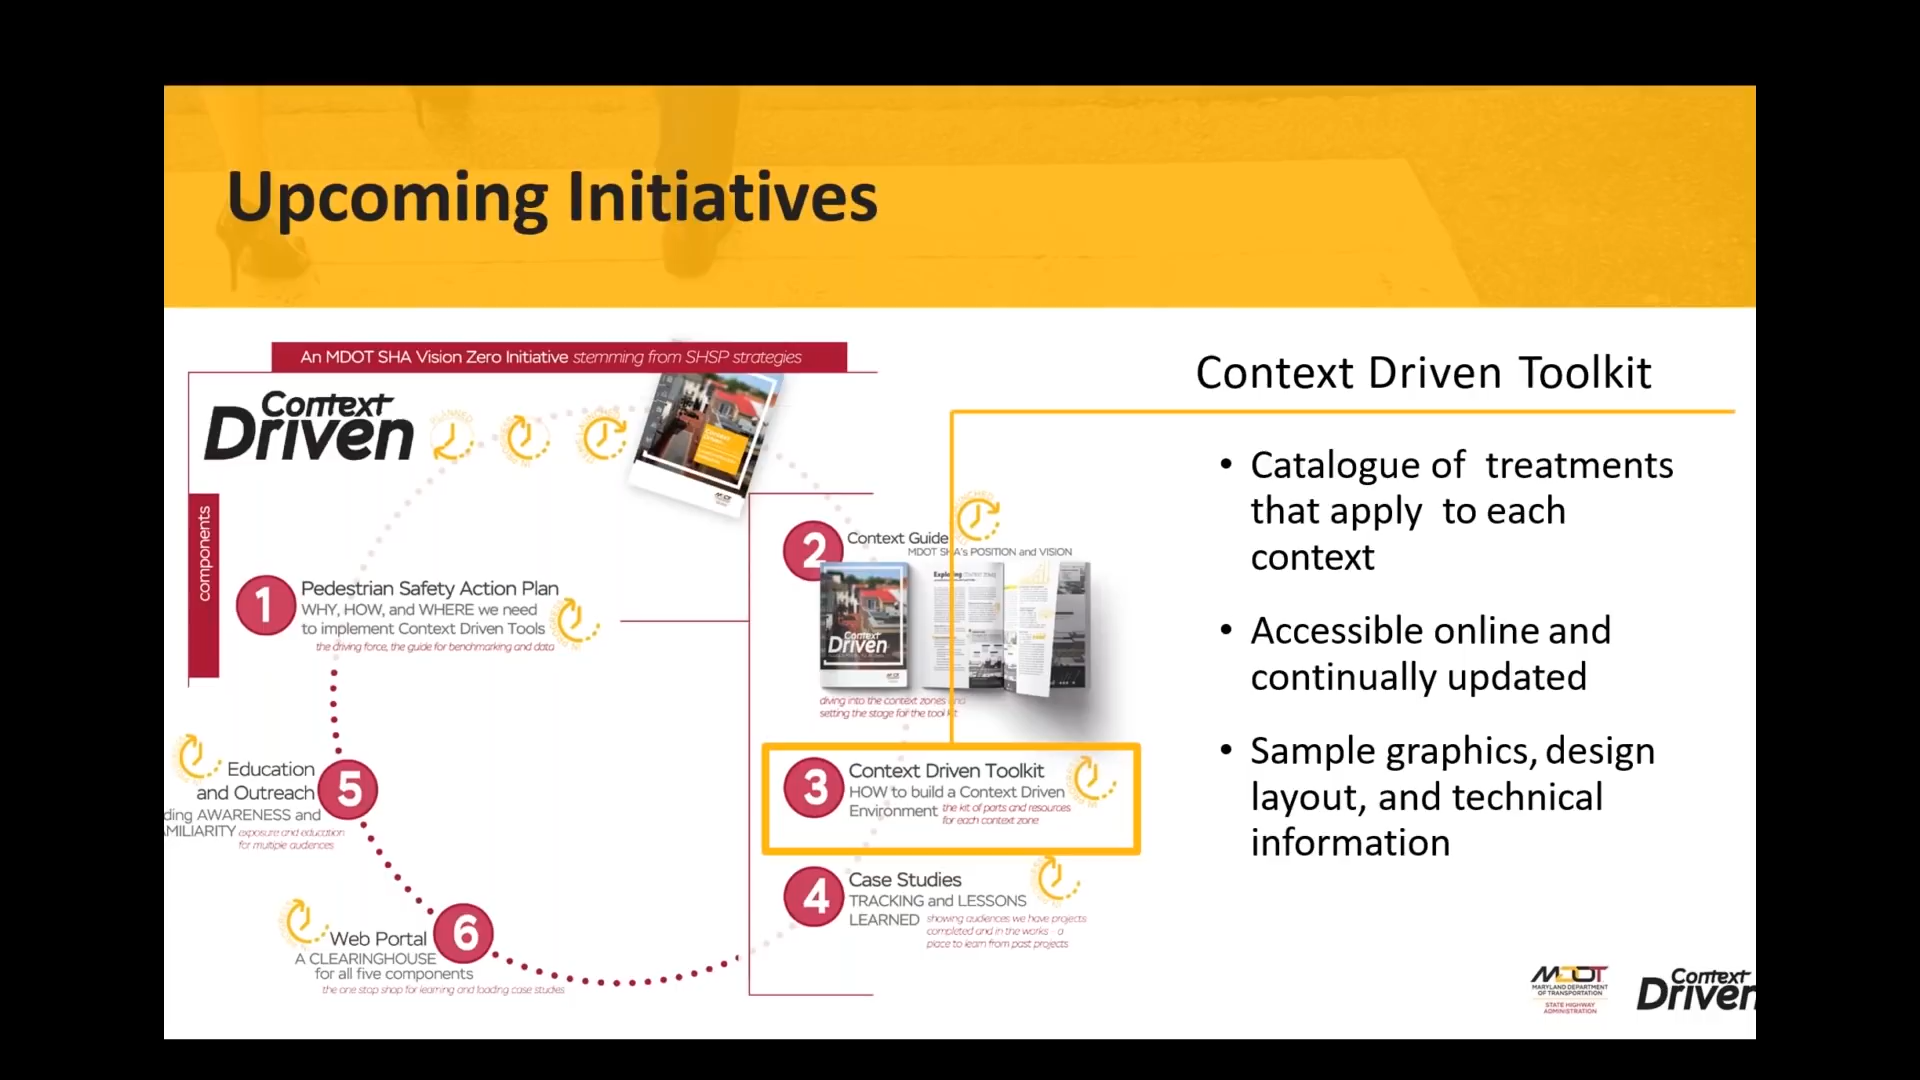 Upcoming Initiatives
An MDOT SHA Vision Zero Initiative stemming from SHSP strategies
Context
Driven
PLANNED
LAUNCHED
components
1
Pedestrian Safety Action Plan
WHY, HOW, and WHERE we need
to implement Context Driven Tools
the driving force, the guide for benchmarking and data
2
Context Guide
MDOT SHA's POSITION and VISION
Context
Driven
diving into the context zones and
setting the stage for the tool kit
3
Context Driven Toolkit
HOW to build a Context Driven
Environment the kit of parts and resources
for each context zone
4
Case Studies
TRACKING and LESSONS
LEARNED showing audiences we have projects
completed and in the works - a
place to learn from past projects
5
Education
and Outreach
ding AWARENESS and
MILIARITY exposure and education
for multiple audiences
6
Web Portal
A CLEARINGHOUSE
for all five components
the one stop shop for learning and loading case studies
Context Driven Toolkit
• Catalogue of treatments
that apply to each
context
• Accessible online and
continually updated
• Sample graphics, design
layout, and technical
information
MDOT
MARYLAND DEPARTMENT
OF TRANSPORTATION
STATE HIGHWAY
ADMINISTRATION
Context
Driven